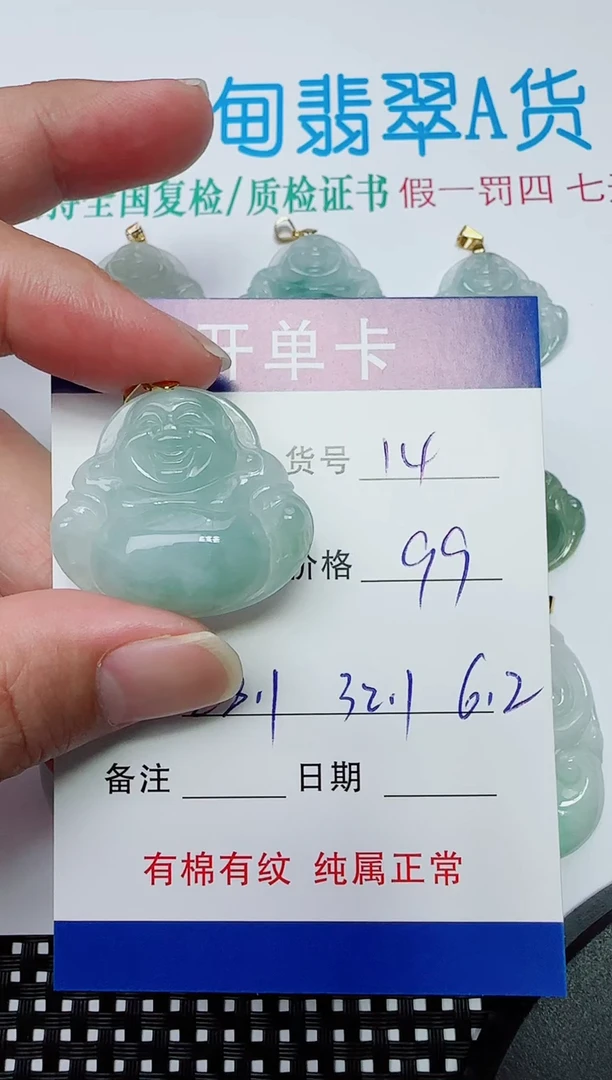 甸翡翠A货
全国复检/质检证书 假一罚四 七
开单卡
货号 14
价格 99
32.1 6.2
备注 日期
有棉有纹 纯属正常